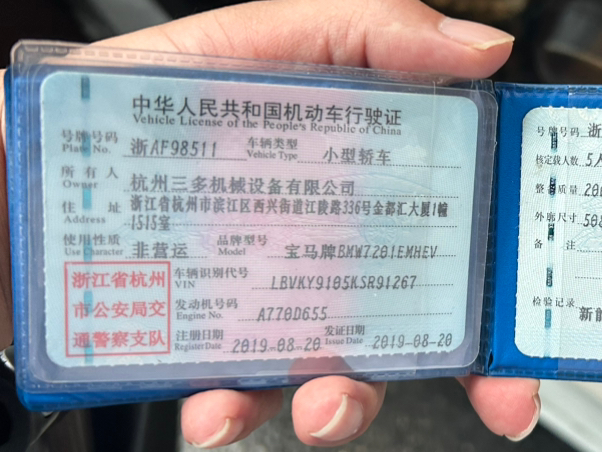 中华人民共和国机动车行驶证
Vehicle License of the People's Republic of China
号牌号码 浙AF98511 车辆类型 小型轿车
Plate No. Vehicle Type
所有人 杭州三多机械设备有限公司
Owner
住址 浙江省杭州市滨江区西兴街道江陵路336号金都汇大厦1幢
Address 1515室
使用性质 非营运 品牌型号 宝马牌BMW7201EMHEV
Use Character Model
浙江省杭州
市公安局交
通警察支队
车辆识别代号 LBVKY9105KSR91267
VIN
发动机号码 A770D655
Engine No.
注册日期 2019-08-20 发证日期 2019-08-20
Register Date Issue Date
号牌号码 浙
核定载人数 5人
整备质量 20
外廓尺寸 508
备注
检验记录